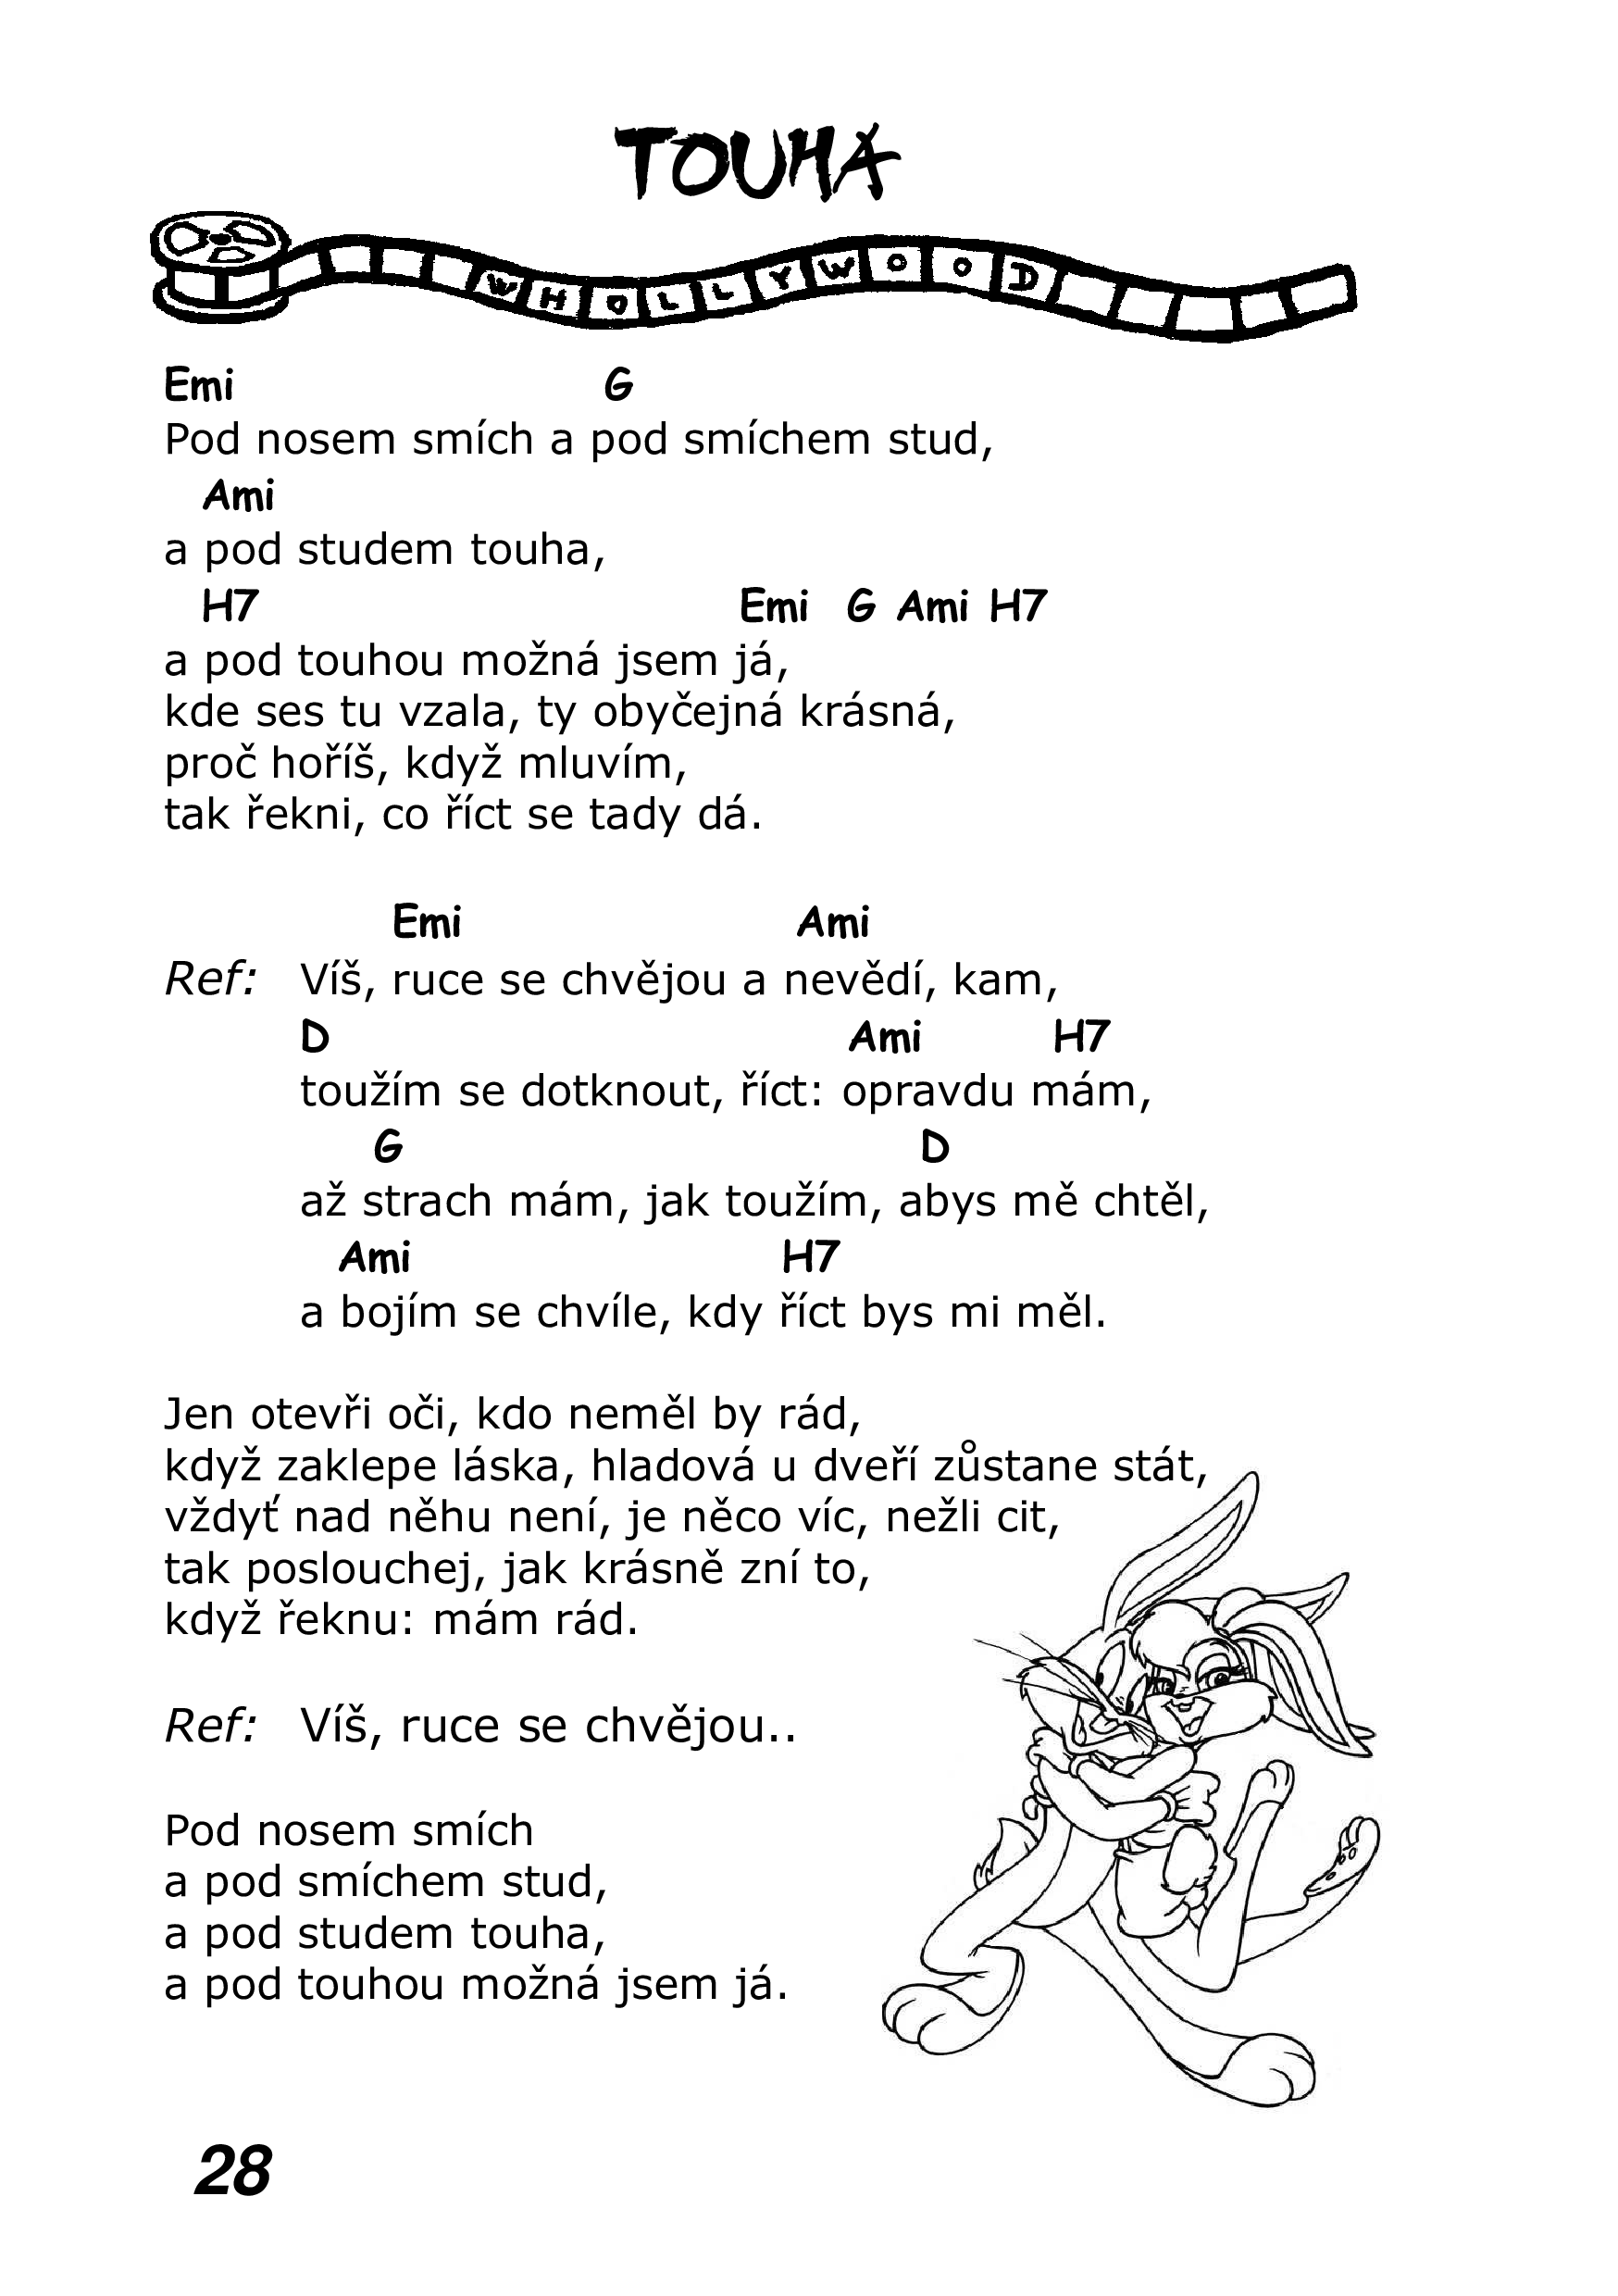 TOUHA
WHOLLYWOOD
Emi G
Pod nosem smích a pod smíchem stud,
Ami
a pod studem touha,
H7 Emi G Ami H7
a pod touhou možná jsem já,
kde ses tu vzala, ty obyčejná krásná,
proč hoříš, když mluvím,
tak řekni, co říct se tady dá.
Emi Ami
Ref: Víš, ruce se chvějou a nevědí, kam,
D Ami H7
toužím se dotknout, říct: opravdu mám,
G D
až strach mám, jak toužím, abys mě chtěl,
Ami H7
a bojím se chvíle, kdy říct bys mi měl.
Jen otevři oči, kdo neměl by rád,
když zaklepe láska, hladová u dveří zůstane stát,
vždyť nad něhu není, je něco víc, nežli cit,
tak poslouchej, jak krásně zní to,
když řeknu: mám rád.
Ref: Víš, ruce se chvějou..
Pod nosem smích
a pod smíchem stud,
a pod studem touha,
a pod touhou možná jsem já.
28